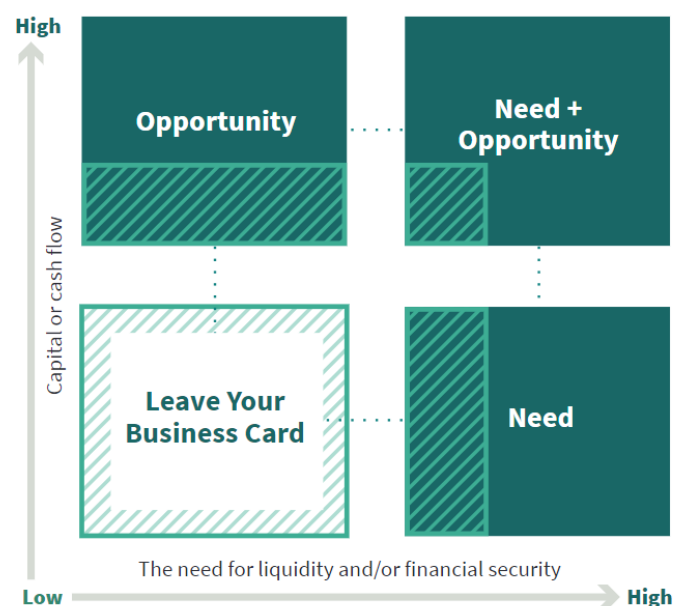 High
Opportunity
Need +
Opportunity
Capital or cash flow
Leave Your
Business Card
Need
The need for liquidity and/or financial security
Low
High